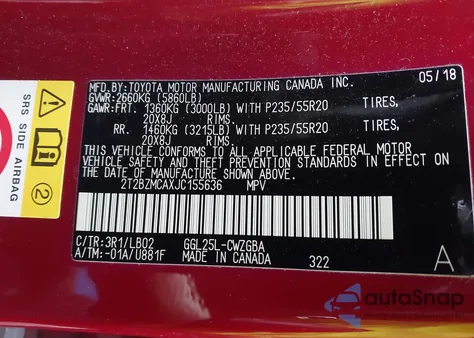 MFD.BY:TOYOTA MOTOR MANUFACTURING CANADA INC. 05/18
GVWR:2660KG (5860LB)
GAWR:FRT. 1360KG (3000LB) WITH P235/55R20 TIRES,
20X8J RIMS.
RR. 1460KG (3215LB) WITH P235/55R20 TIRES,
20X8J RIMS.
THIS VEHICLE CONFORMS TO ALL APPLICABLE FEDERAL MOTOR
VEHICLE SAFETY AND THEFT PREVENTION STANDARDS IN EFFECT ON
THE DATE OF MANUFACTURE SHOWN ABOVE.
2T2BZMCAXJC155636 MPV
C/TR:3R1/LB02 GGL25L-CWZGBA
A/TM:-01A/U881F MADE IN CANADA 322 A
SRS SIDE AIRBAG
autoSnap